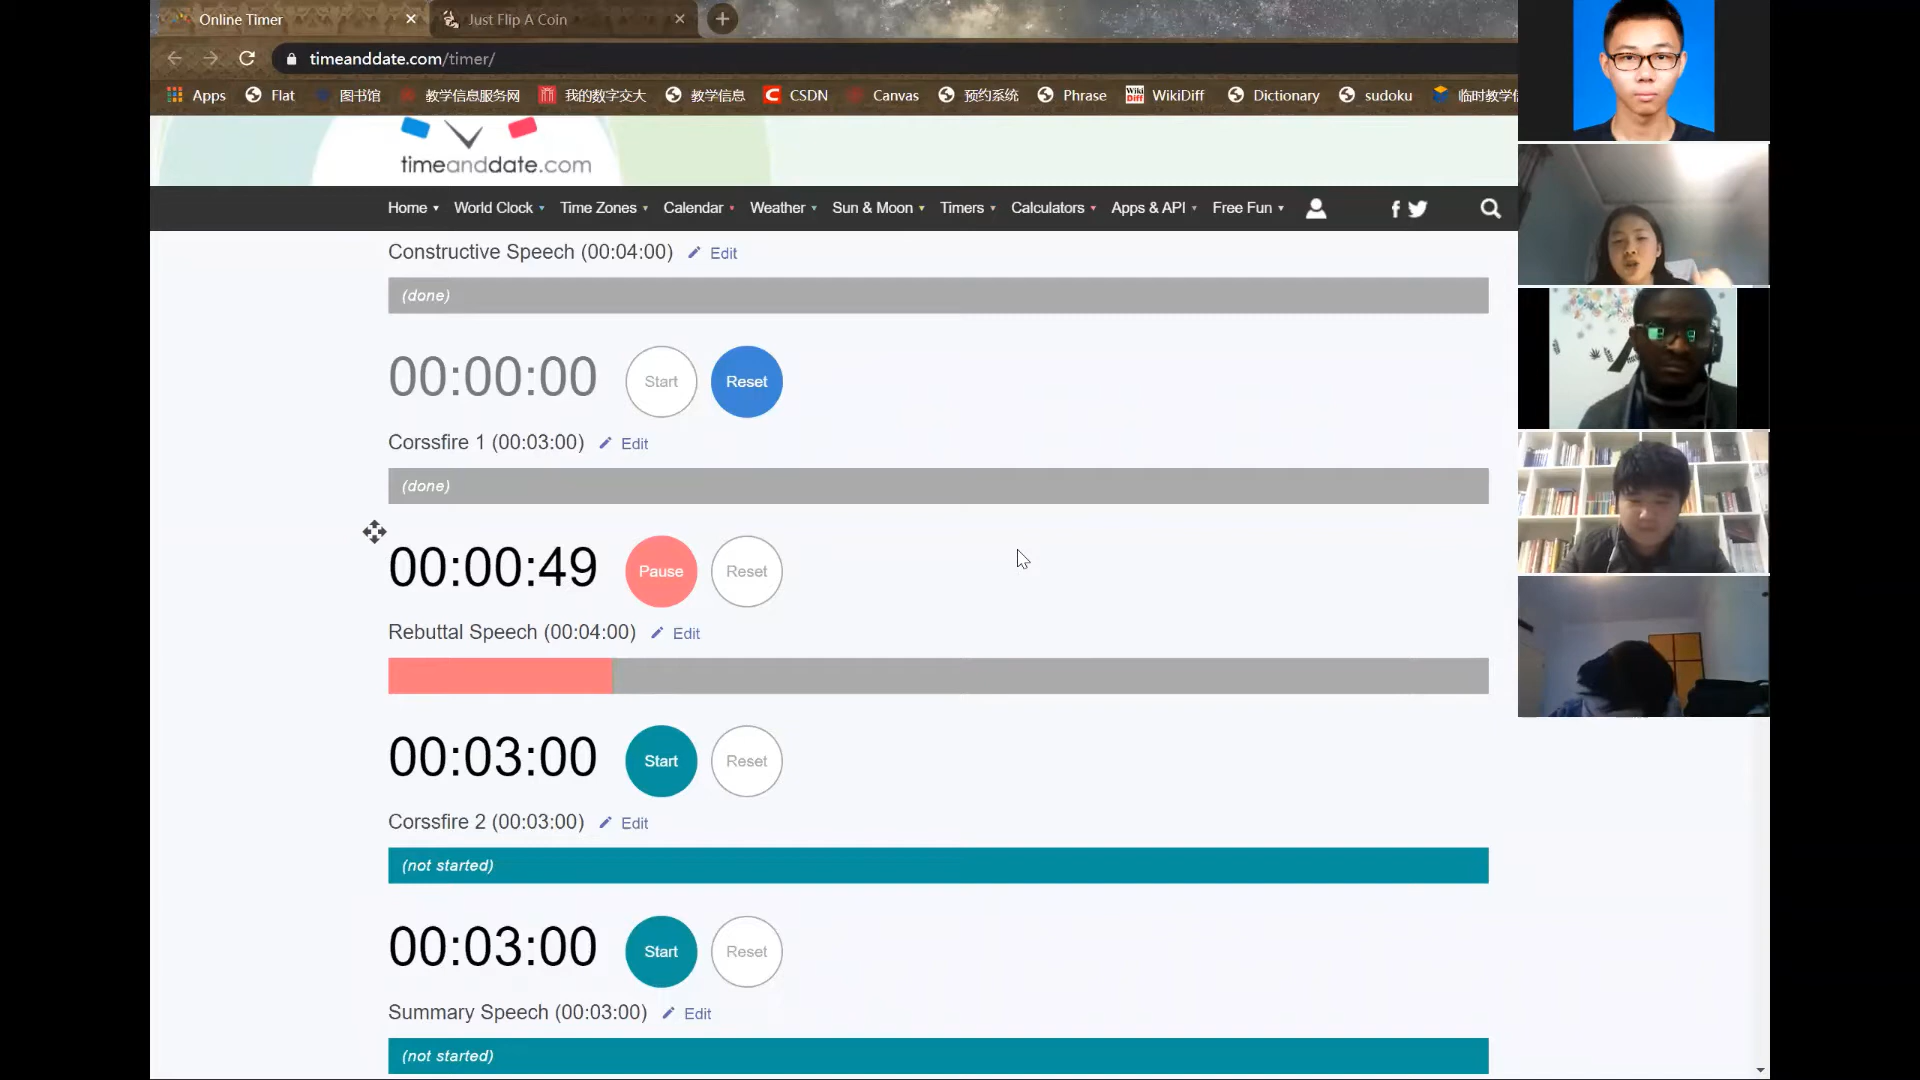 Online Timer
Just Flip A Coin
timeanddate.com/timer/
Apps Flat 图书馆 教学信息服务网 我的数字交大 教学信息 CSDN Canvas 预约系统 Phrase WikiDiff Dictionary sudoku 临时教学信
timeanddate.com
Home World Clock Time Zones Calendar Weather Sun & Moon Timers Calculators Apps & API Free Fun
Constructive Speech (00:04:00) Edit
(done)
00:00:00 Start Reset
Corssfire 1 (00:03:00) Edit
(done)
00:00:49 Pause Reset
Rebuttal Speech (00:04:00) Edit
00:03:00 Start Reset
Corssfire 2 (00:03:00) Edit
(not started)
00:03:00 Start Reset
Summary Speech (00:03:00) Edit
(not started)